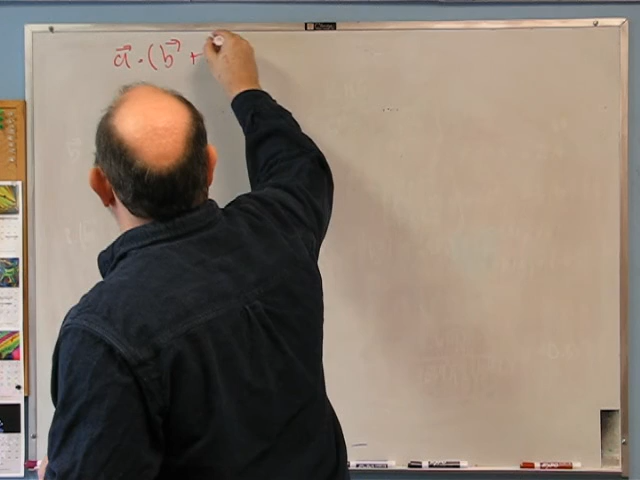 a⃗ · (b⃗ +